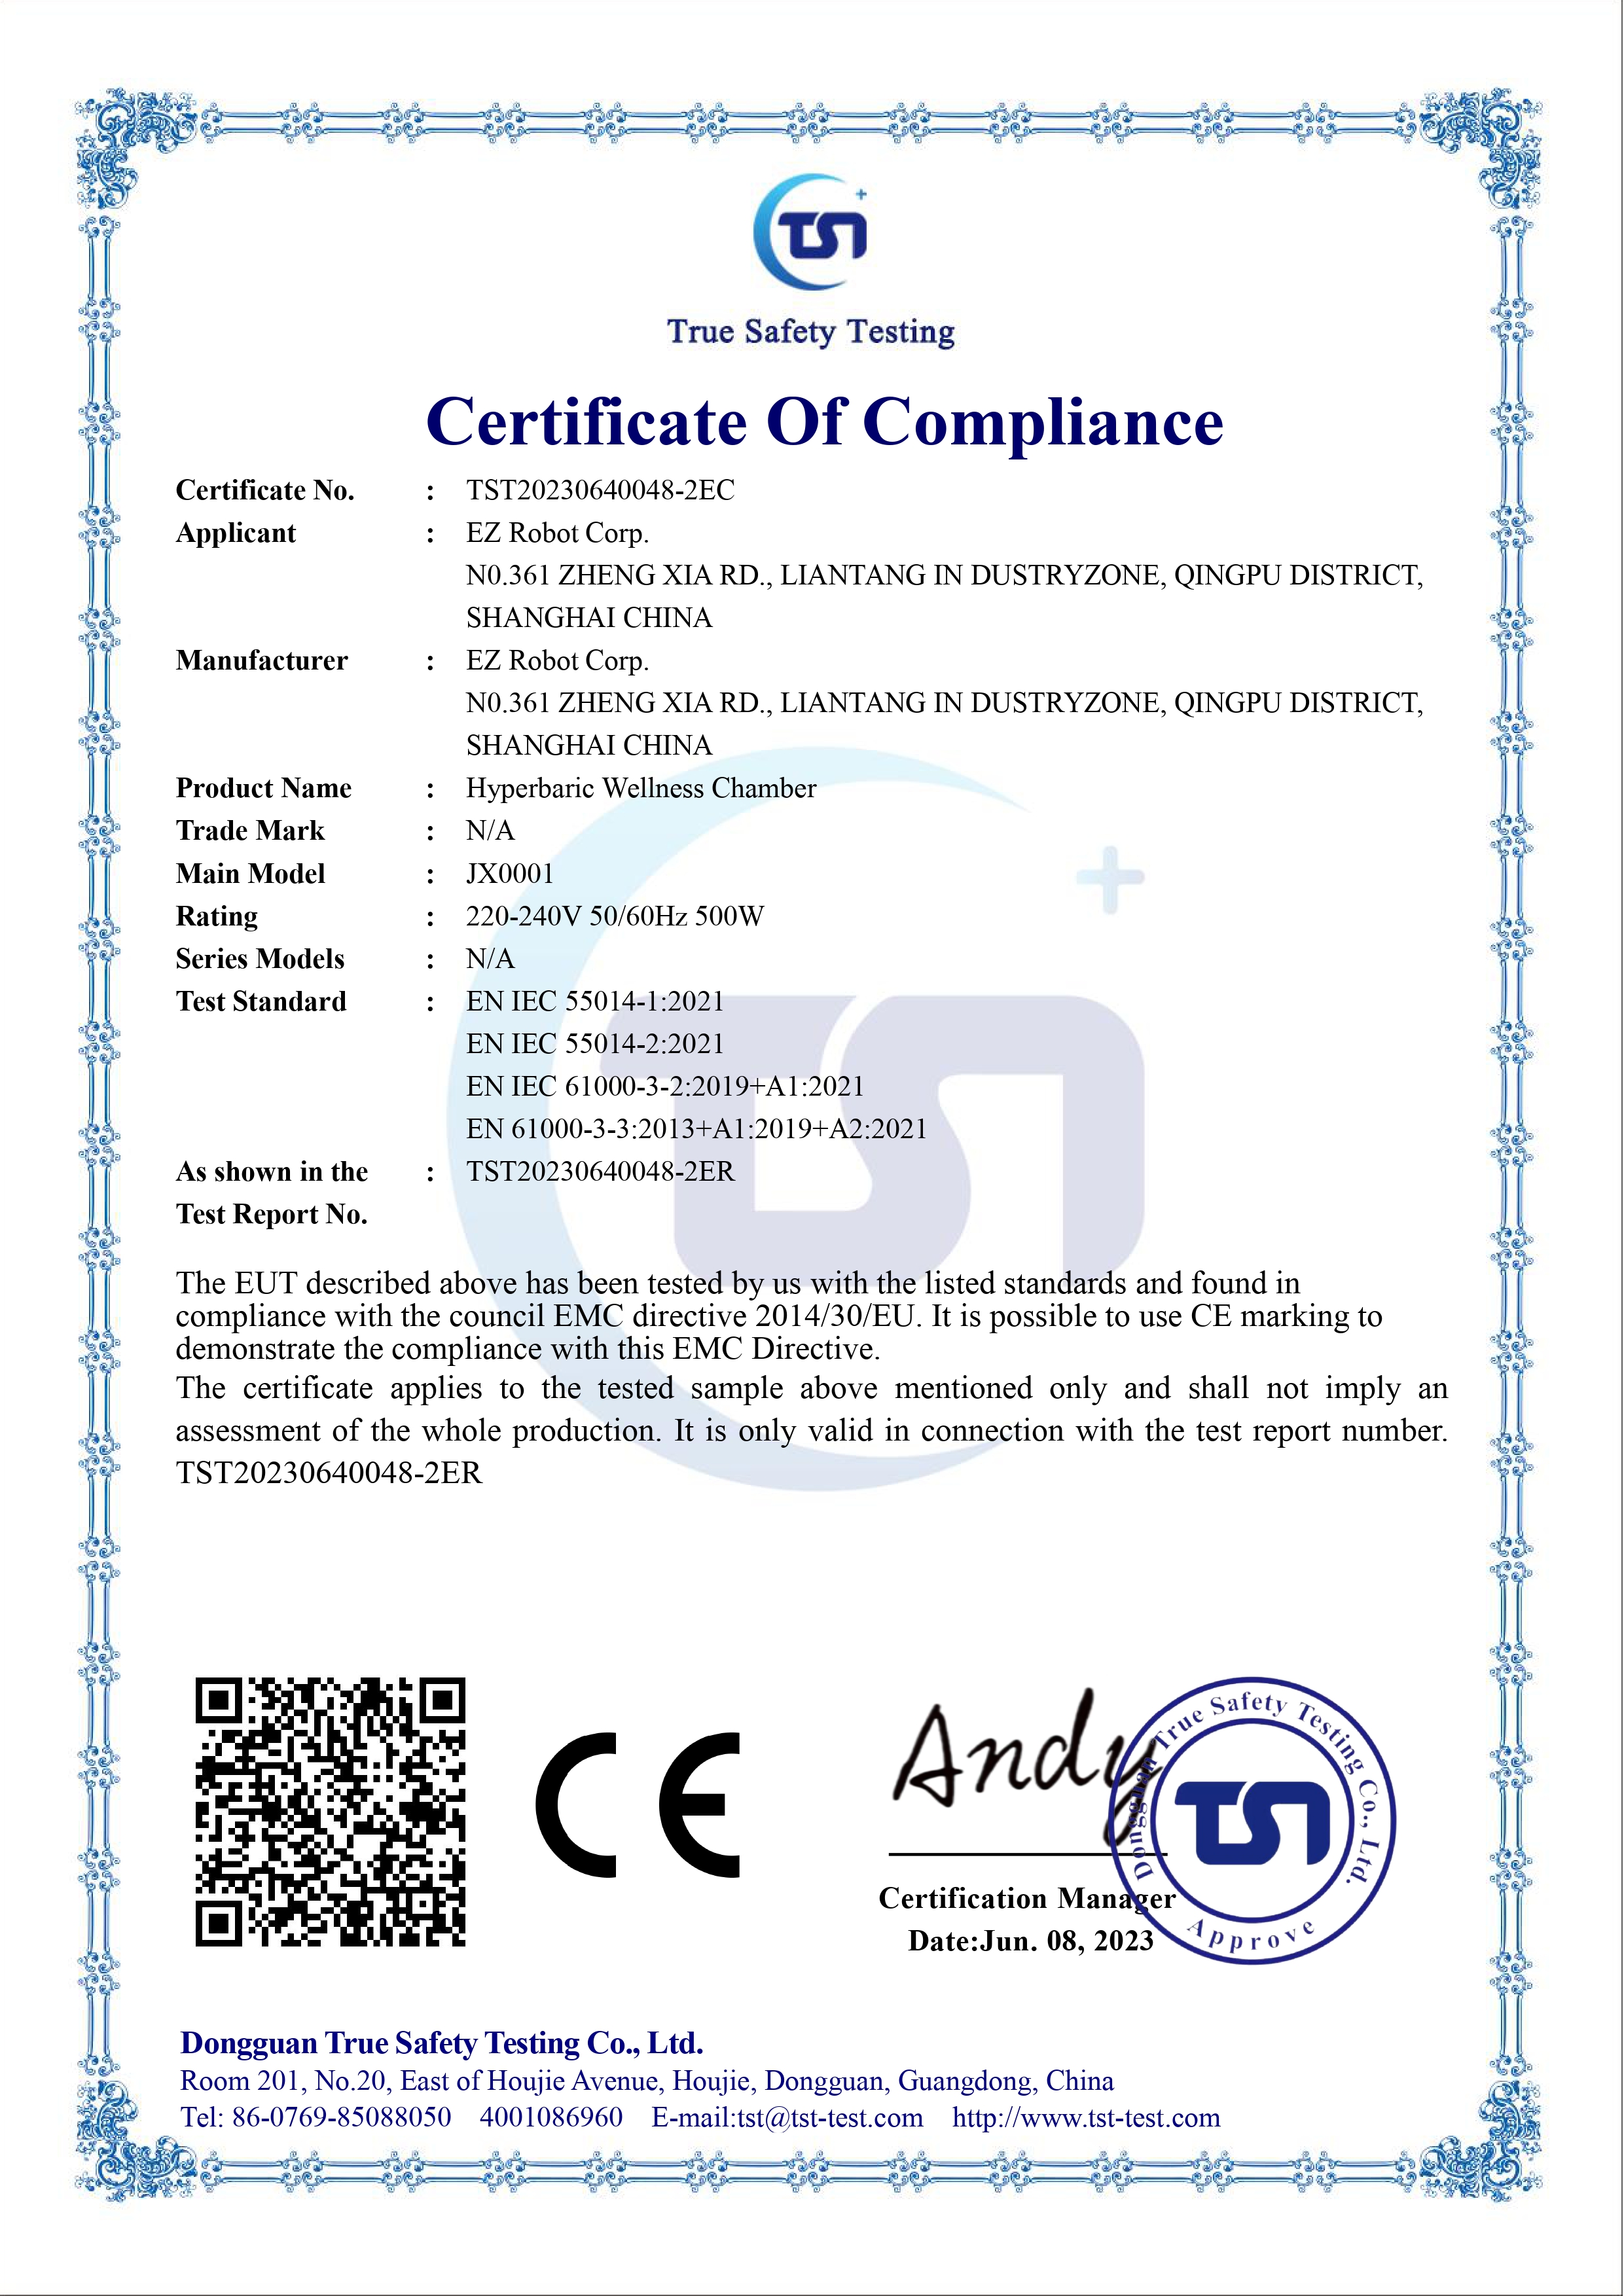 TST
True Safety Testing
Certificate Of Compliance
Certificate No. : TST20230640048-2EC
Applicant : EZ Robot Corp.
N0.361 ZHENG XIA RD., LIANTANG IN DUSTRYZONE, QINGPU DISTRICT,
SHANGHAI CHINA
Manufacturer : EZ Robot Corp.
N0.361 ZHENG XIA RD., LIANTANG IN DUSTRYZONE, QINGPU DISTRICT,
SHANGHAI CHINA
Product Name : Hyperbaric Wellness Chamber
Trade Mark : N/A
Main Model : JX0001
Rating : 220-240V 50/60Hz 500W
Series Models : N/A
Test Standard : EN IEC 55014-1:2021
EN IEC 55014-2:2021
EN IEC 61000-3-2:2019+A1:2021
EN 61000-3-3:2013+A1:2019+A2:2021
As shown in the : TST20230640048-2ER
Test Report No.
The EUT described above has been tested by us with the listed standards and found in
compliance with the council EMC directive 2014/30/EU. It is possible to use CE marking to
demonstrate the compliance with this EMC Directive.
The certificate applies to the tested sample above mentioned only and shall not imply an
assessment of the whole production. It is only valid in connection with the test report number.
TST20230640048-2ER
CE
Andy
Dongguan True Safety Testing Co., Ltd.
TST
Approve
Certification Manager
Date:Jun. 08, 2023
Dongguan True Safety Testing Co., Ltd.
Room 201, No.20, East of Houjie Avenue, Houjie, Dongguan, Guangdong, China
Tel: 86-0769-85088050 4001086960 E-mail:tst@tst-test.com http://www.tst-test.com